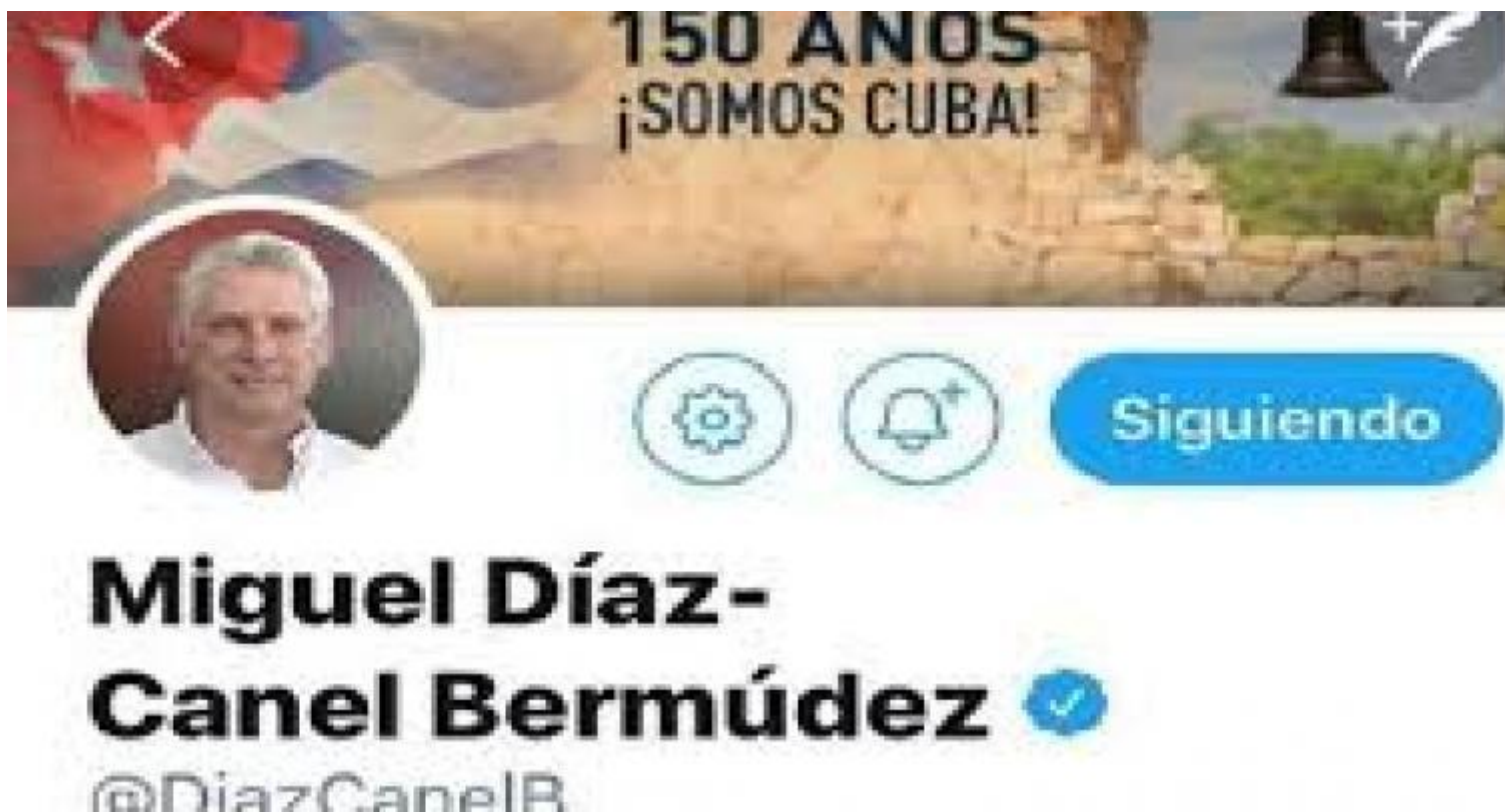 150 AÑOS
¡SOMOS CUBA!
Siguiendo
Miguel Díaz-
Canel Bermúdez
@DiazCanelB